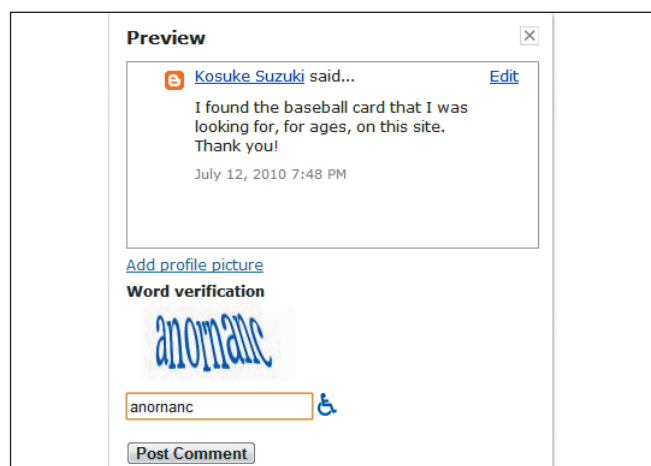 Preview
Kosuke Suzuki said...
Edit
I found the baseball card that I was
looking for, for ages, on this site.
Thank you!
July 12, 2010 7:48 PM
Add profile picture
Word verification
anornanc
anornanc
Post Comment